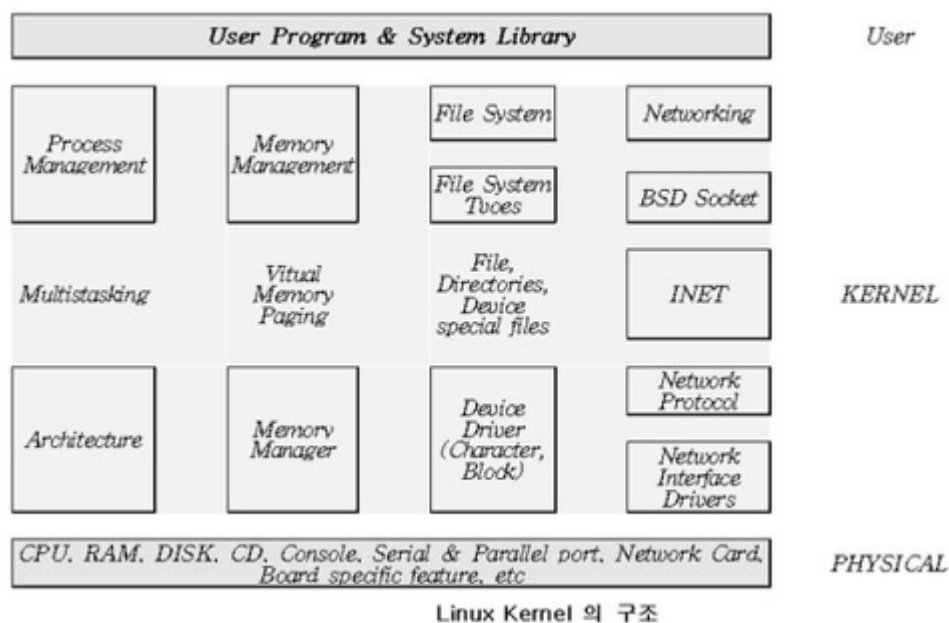 User Program & System Library
User
Process
Management
Memory
Management
File System
Networking
File System
Tvoes
BSD Socket
Multistasking
Vitual
Memory
Paging
File,
Directories,
Device
special files
INET
KERNEL
Architecture
Memory
Manager
Device
Driver
(Character,
Block)
Network
Protocol
Network
Interface
Drivers
CPU, RAM, DISK, CD, Console, Serial & Parallel port, Network Card,
Board specific feature, etc
PHYSICAL
Linux Kernel 의 구조